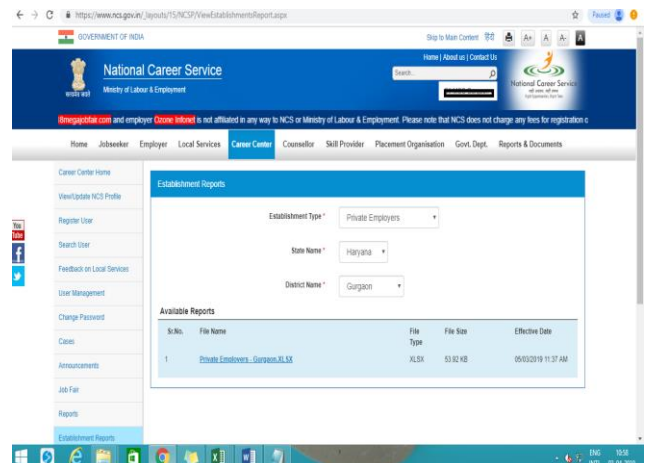 https://www.ncs.gov.in/_layouts/15/NCSP/ViewEstablishmentsReport.aspx
Paused
GOVERNMENT OF INDIA
Skip to Main Content हिंदी A+ A A- A
Home | About us | Contact Us
National Career Service
Ministry of Labour & Employment
सत्यमेव जयते
Search..
National Career Service
8megajobfair.com and employer Ozone Infonet is not affiliated in any way to NCS or Ministry of Labour & Employment. Please note that NCS does not charge any fees for registration
Home Jobseeker Employer Local Services Career Center Counsellor Skill Provider Placement Organisation Govt. Dept. Reports & Documents
Career Center Home
View/Update NCS Profile
Register User
Search User
Feedback on Local Services
User Management
Change Password
Cases
Announcements
Job Fair
Reports
Establishment Reports
You
Tube
Establishment Reports
Establishment Type * Private Employers
State Name * Haryana
District Name * Gurgaon
Available Reports
Sr.No. File Name File Type File Size Effective Date
1 Private Employers - Gurgaon.XLSX XLSX 53.92 KB 05/03/2019 11:37 AM
ENG 10:58